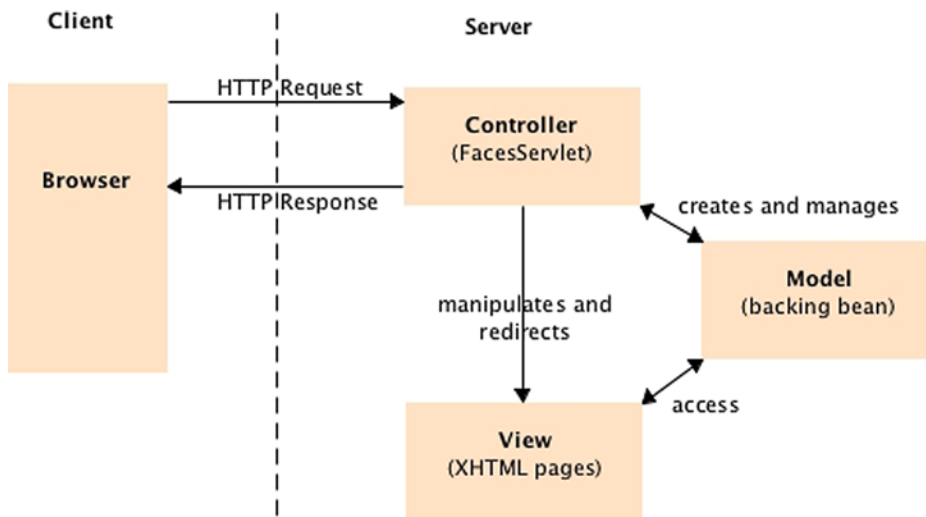 Client
Server
HTTP Request
Controller
(FacesServlet)
Browser
HTTP Response
creates and manages
Model
(backing bean)
manipulates and
redirects
access
View
(XHTML pages)